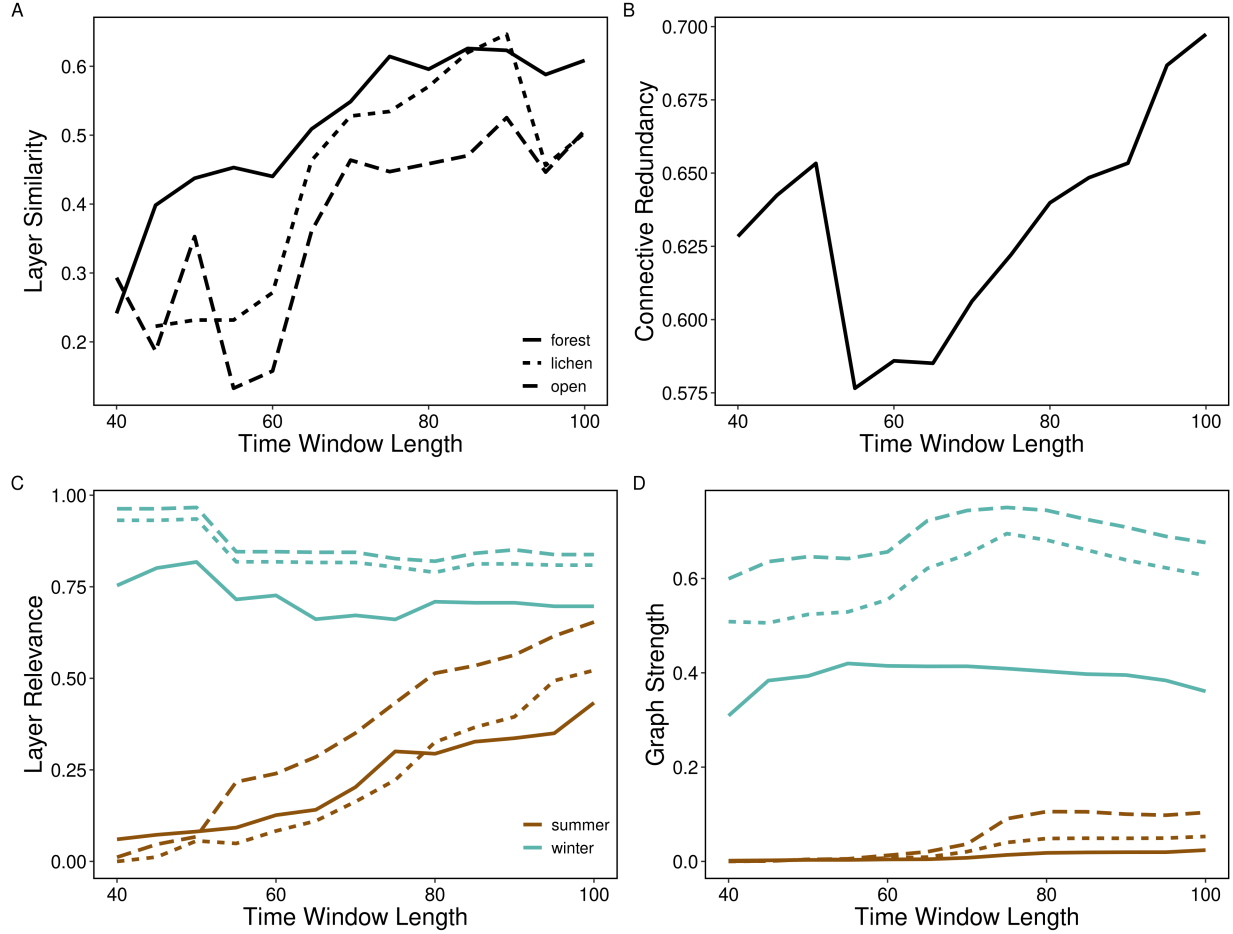 A
Layer Similarity
0.6
0.5
0.4
0.3
0.2
forest
lichen
open
40
60
80
100
Time Window Length
B
Connective Redundancy
0.700
0.675
0.650
0.625
0.600
0.575
40
60
80
100
Time Window Length
C
Layer Relevance
1.00
0.75
0.50
0.25
0.00
summer
winter
40
60
80
100
Time Window Length
D
Graph Strength
0.6
0.4
0.2
0.0
40
60
80
100
Time Window Length